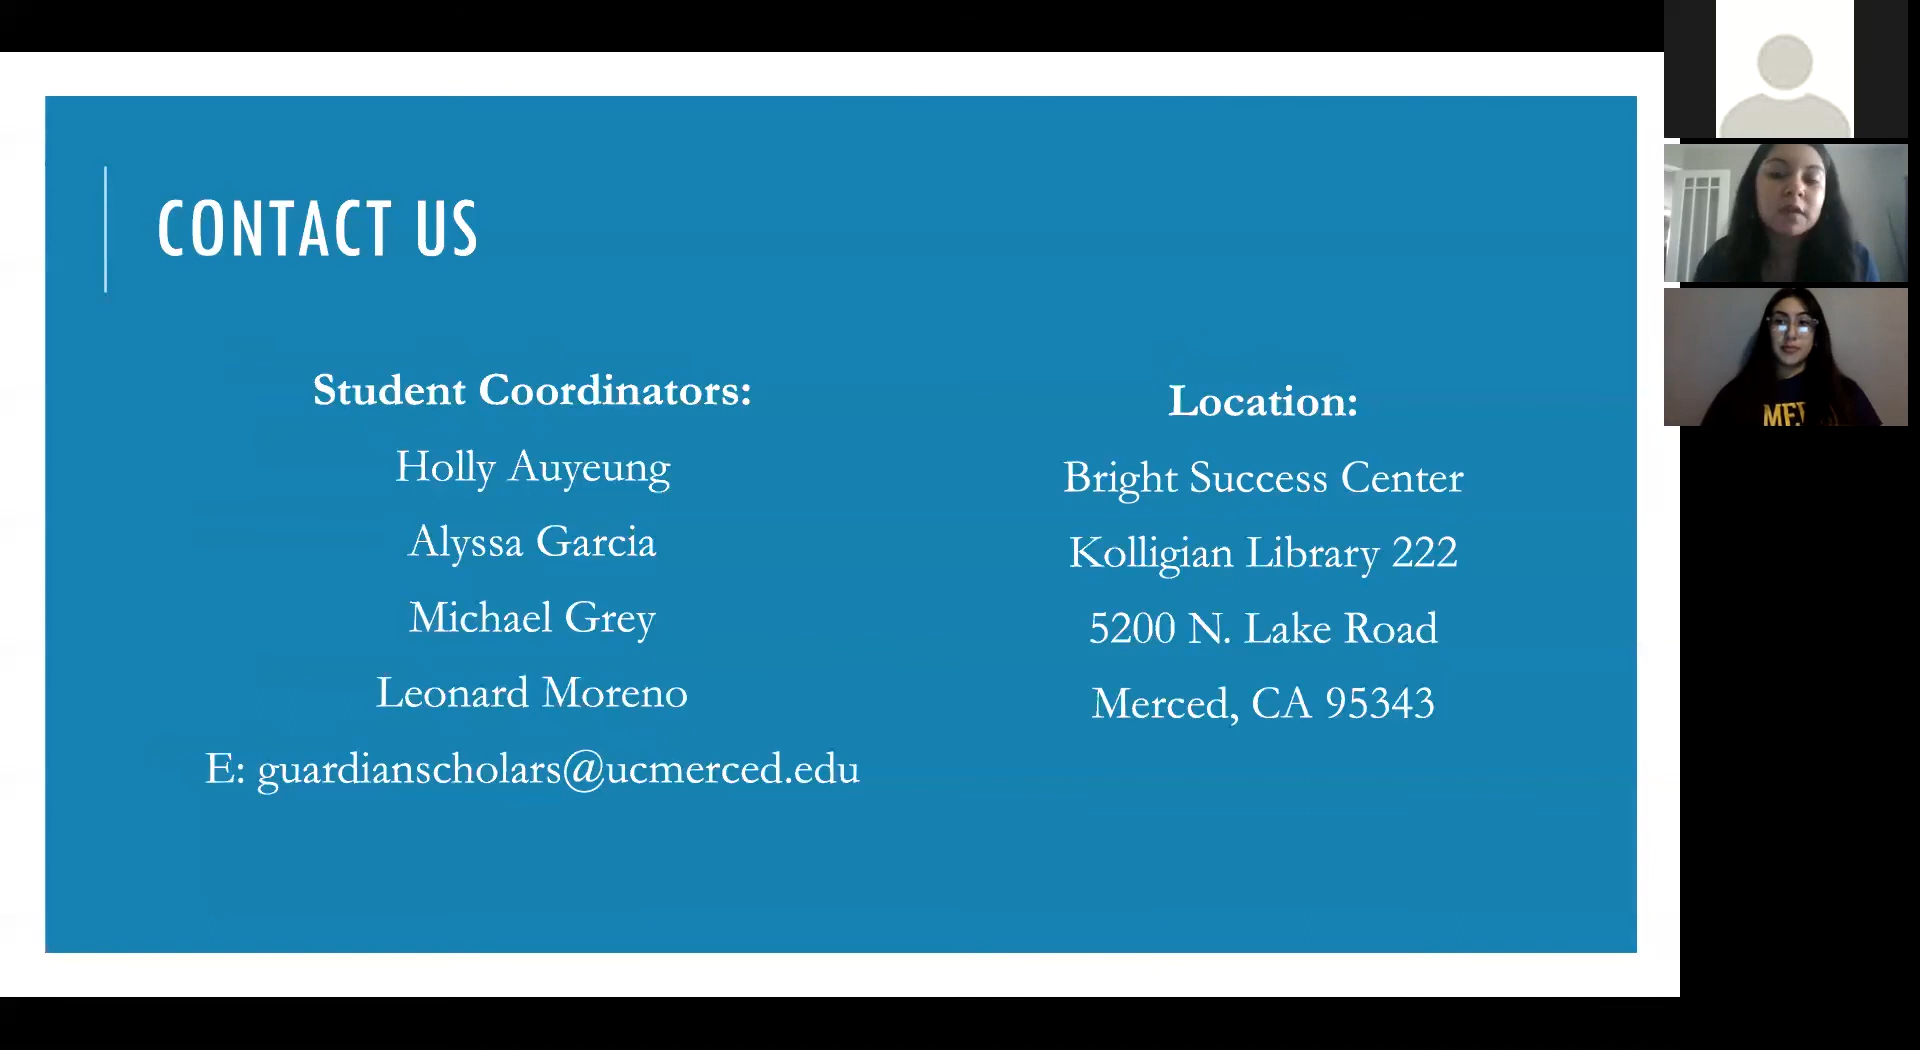 CONTACT US
Student Coordinators:
Holly Auyeung
Alyssa Garcia
Michael Grey
Leonard Moreno
E: guardianscholars@ucmerced.edu
Location:
Bright Success Center
Kolligian Library 222
5200 N. Lake Road
Merced, CA 95343